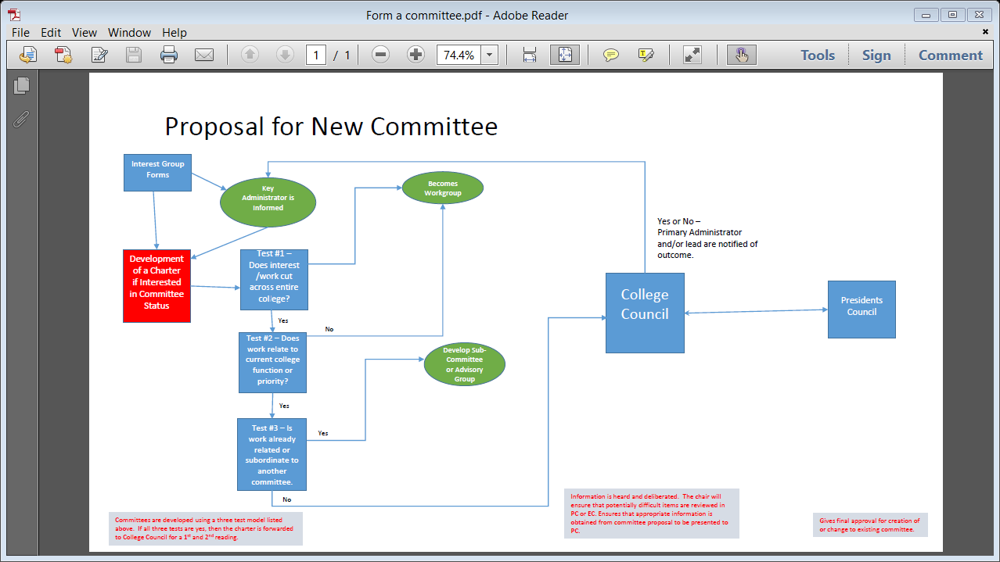 Form a committee.pdf - Adobe Reader
File Edit View Window Help
1 / 1
74.4%
Tools Sign Comment
Proposal for New Committee
Interest Group
Forms
Key
Administrator is
Informed
Becomes
Workgroup
Yes or No –
Primary Administrator
and/or lead are notified of
outcome.
Development
of a Charter
if Interested
in Committee
Status
Test #1 –
Does interest
/work cut
across entire
college?
College
Council
Presidents
Council
Yes
No
Test #2 – Does
work relate to
current college
function or
priority?
Develop Sub-
Committee
or Advisory
Group
Yes
Test #3 – Is
work already
related or
subordinate to
another
committee.
Yes
No
Committees are developed using a three test model listed
above. If all three tests are yes, then the charter is forwarded
to College Council for a 1st and 2nd reading.
Information is heard and deliberated. The chair will
ensure that potentially difficult items are reviewed in
PC or EC. Ensures that appropriate information is
obtained from committee proposal to be presented to
PC.
Gives final approval for creation of
or change to existing committee.